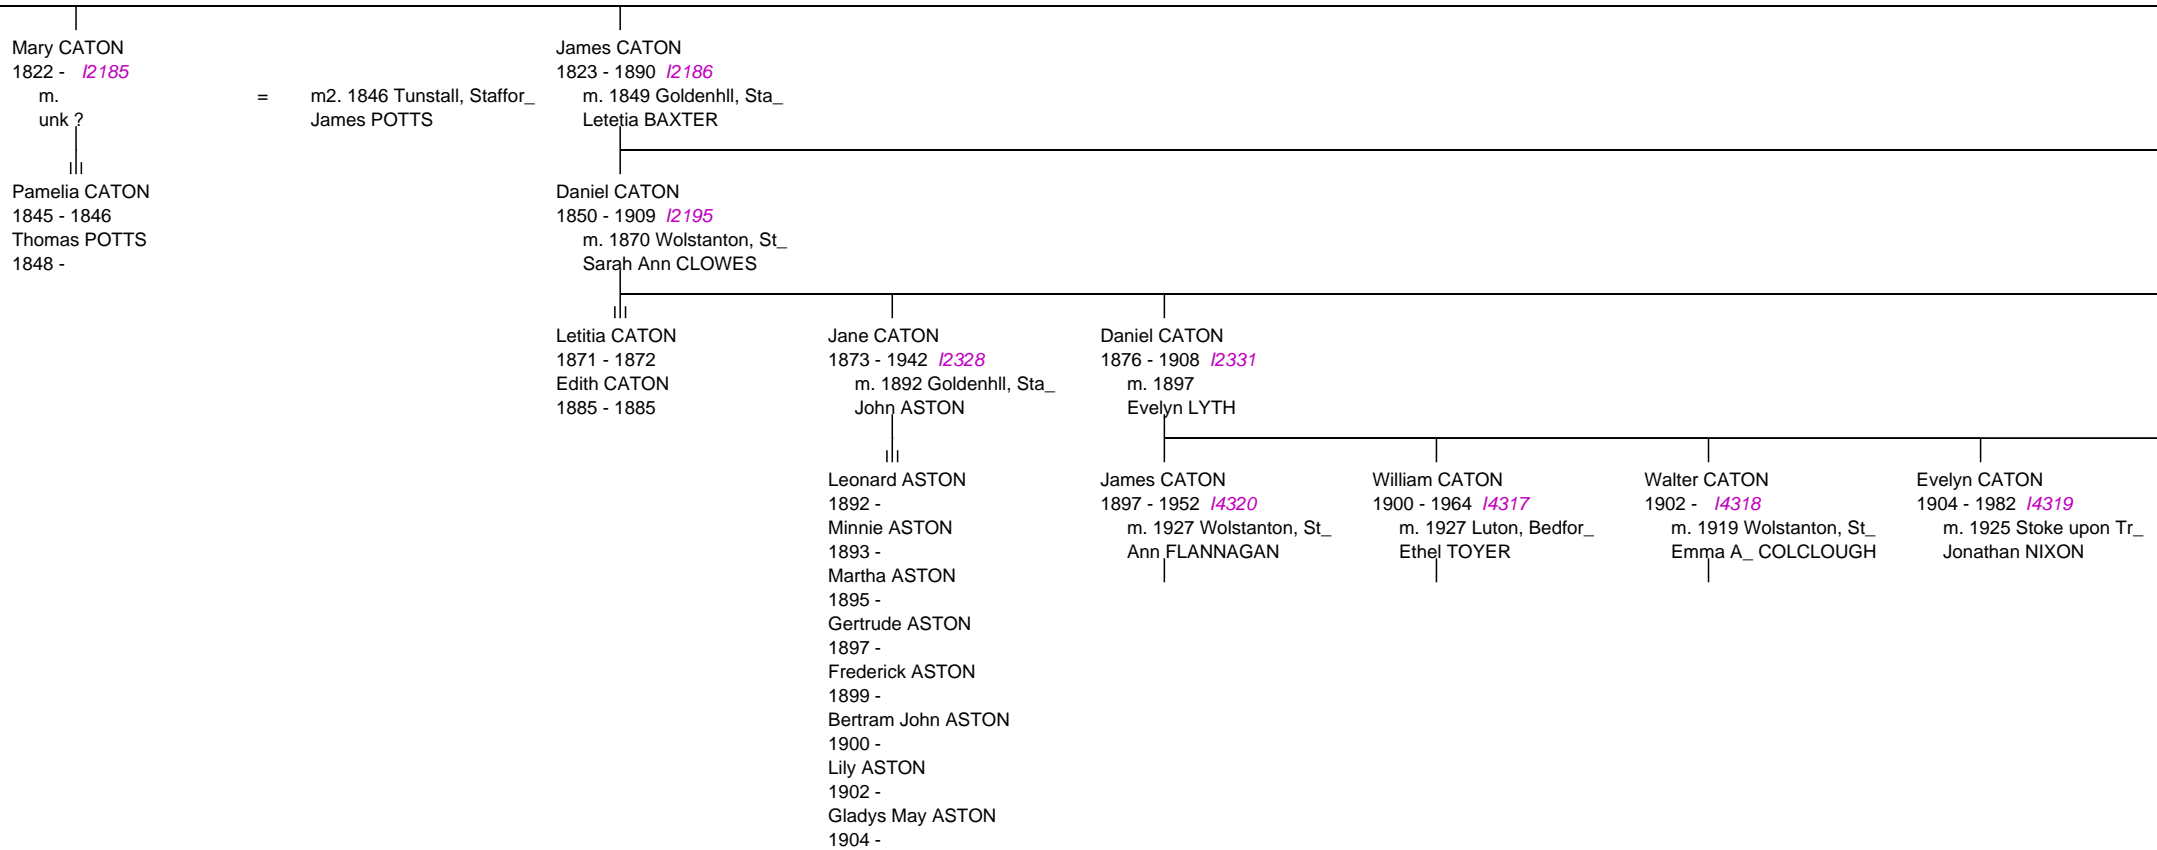 Mary CATON
1822 - I2185
m.
unk ?
=
m2. 1846 Tunstall, Staffor_
James POTTS
James CATON
1823 - 1890 I2186
m. 1849 Goldenhll, Sta_
Letetia BAXTER
Pamelia CATON
1845 - 1846
Thomas POTTS
1848 -
Daniel CATON
1850 - 1909 I2195
m. 1870 Wolstanton, St_
Sarah Ann CLOWES
Letitia CATON
1871 - 1872
Edith CATON
1885 - 1885
Jane CATON
1873 - 1942 I2328
m. 1892 Goldenhll, Sta_
John ASTON
Daniel CATON
1876 - 1908 I2331
m. 1897
Evelyn LYTH
Leonard ASTON
1892 -
Minnie ASTON
1893 -
Martha ASTON
1895 -
Gertrude ASTON
1897 -
Frederick ASTON
1899 -
Bertram John ASTON
1900 -
Lily ASTON
1902 -
Gladys May ASTON
1904 -
James CATON
1897 - 1952 I4320
m. 1927 Wolstanton, St_
Ann FLANNAGAN
William CATON
1900 - 1964 I4317
m. 1927 Luton, Bedfor_
Ethel TOYER
Walter CATON
1902 - I4318
m. 1919 Wolstanton, St_
Emma A_ COLCLOUGH
Evelyn CATON
1904 - 1982 I4319
m. 1925 Stoke upon Tr_
Jonathan NIXON